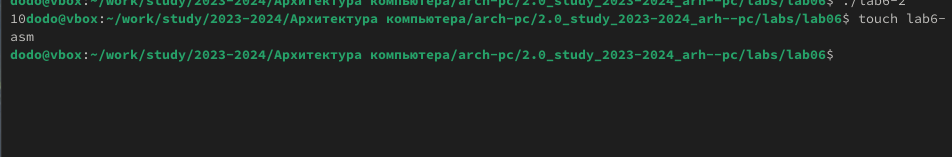 dodo@vbox:~/work/study/2023-2024/Архитектура компьютера/arch-pc/2.0_study_2023-2024_arh--pc/labs/lab06$ ./lab6-2
10dodo@vbox:~/work/study/2023-2024/Архитектура компьютера/arch-pc/2.0_study_2023-2024_arh--pc/labs/lab06$ touch lab6-
asm
dodo@vbox:~/work/study/2023-2024/Архитектура компьютера/arch-pc/2.0_study_2023-2024_arh--pc/labs/lab06$